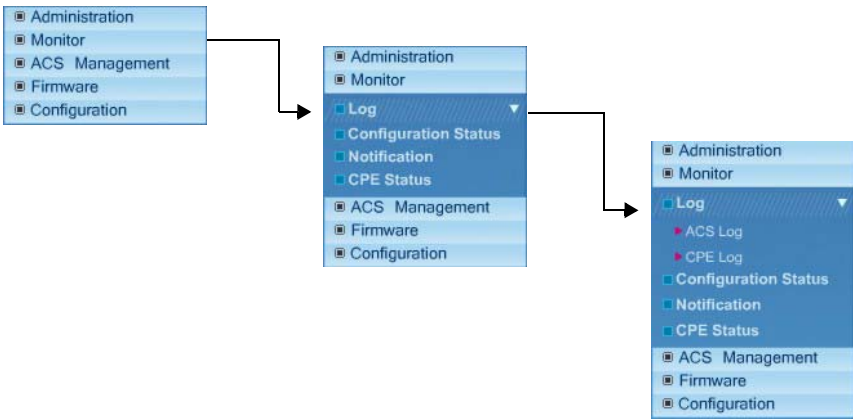 Administration
Monitor
ACS Management
Firmware
Configuration
Administration
Monitor
Log
Configuration Status
Notification
CPE Status
ACS Management
Firmware
Configuration
Administration
Monitor
Log
ACS Log
CPE Log
Configuration Status
Notification
CPE Status
ACS Management
Firmware
Configuration